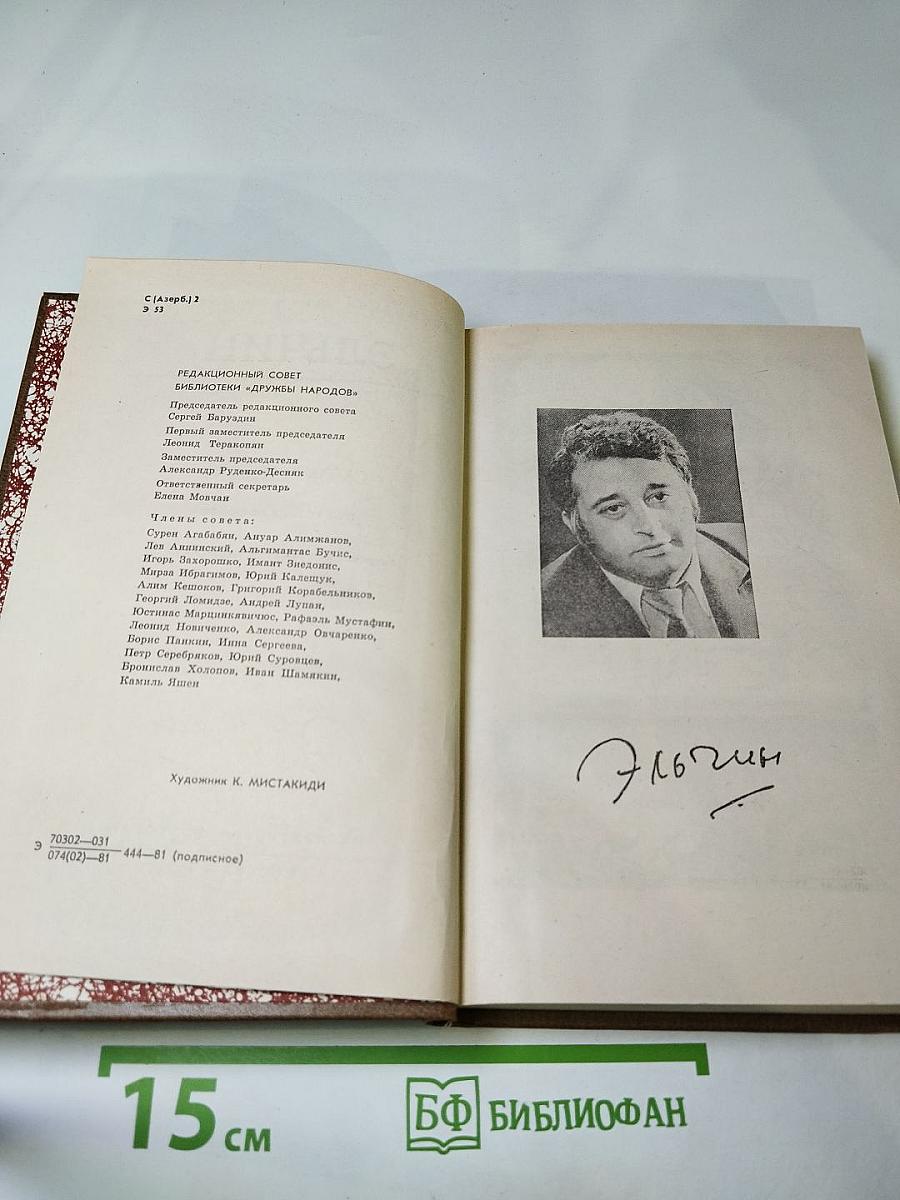 С (Азерб.) 2
Э 53
РЕДАКЦИОННЫЙ СОВЕТ
БИБЛИОТЕКИ «ДРУЖБЫ НАРОДОВ»
Председатель редакционного совета
Сергей Баруздин
Первый заместитель председателя
Леонид Теракопян
Заместитель председателя
Александр Руденко-Десняк
Ответственный секретарь
Елена Мовчан
Члены совета:
Сурен Агабабян, Ануар Алимжанов,
Лев Аннинский, Альгимантас Бучис,
Игорь Захорошко, Имант Зиедонис,
Мирза Ибрагимов, Юрий Калещук,
Алим Кешоков, Григорий Корабельников,
Георгий Ломидзе, Андрей Лупан,
Юстинас Марцинкявичюс, Рафаэль Мустафин,
Леонид Новиченко, Александр Овчаренко,
Борис Панкин, Инна Сергеева,
Петр Серебряков, Юрий Суровцев,
Бронислав Холопов, Иван Шамякин,
Камиль Яшен
Художник К. МИСТАКИДИ
Э 70302—031
074(02)—81 444—81 (подписное)
Эльчин
15 см
БФ БИБЛИОФАН